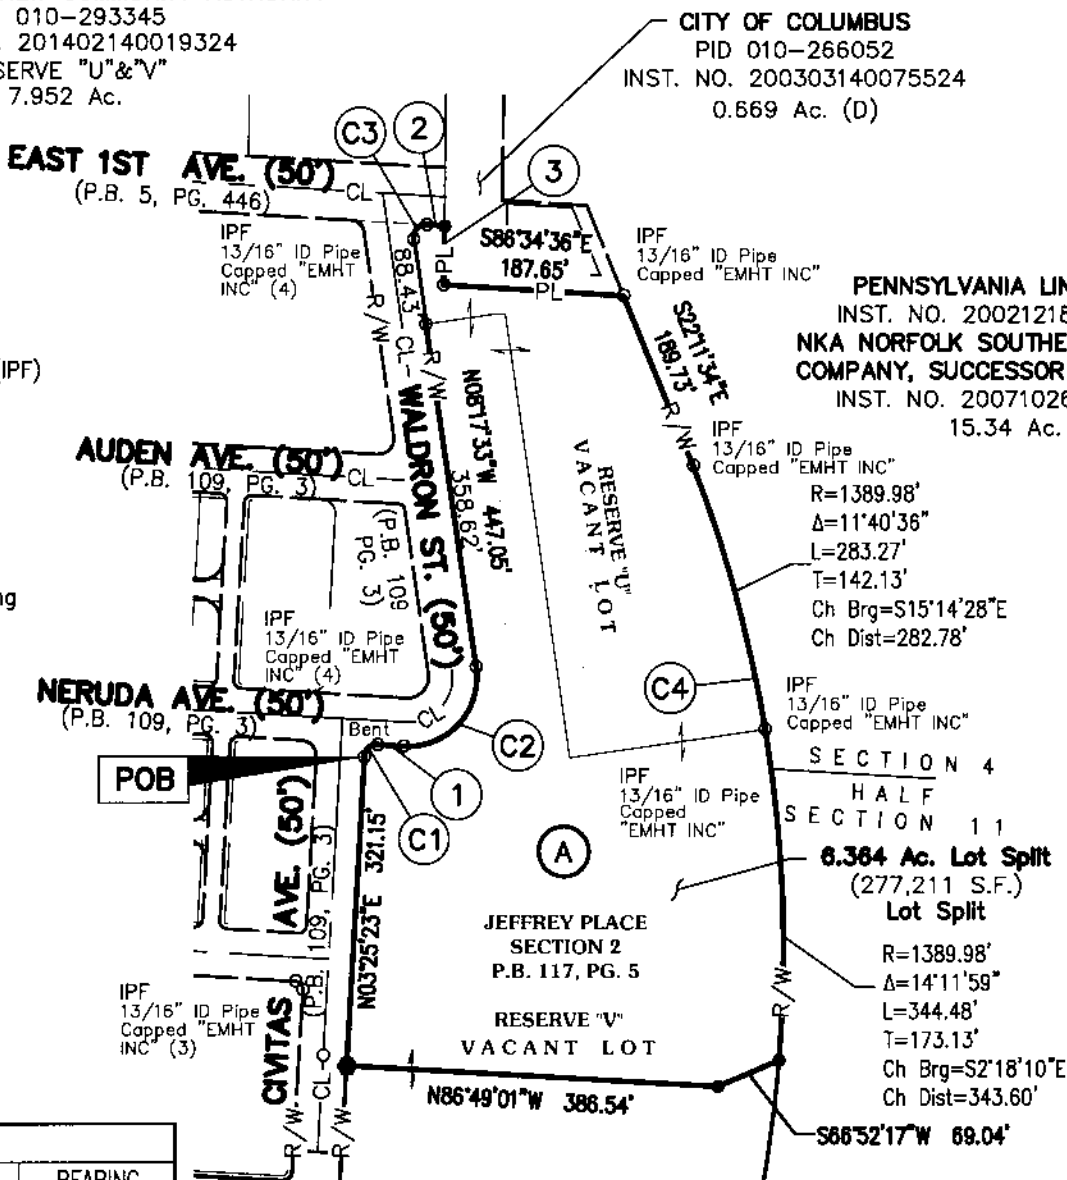 010-293345
201402140019324
SERVE "U"&"V"
7.952 Ac.
CITY OF COLUMBUS
PID 010-266052
INST. NO. 200303140075524
0.669 Ac. (D)
C3
2
3
EAST 1ST AVE. (50')
(P.B. 5, PG. 446)
CL
IPF
13/16" ID Pipe
Capped "EMHT
INC" (4)
88.43'
CL
R/W
R/W
PL
S86°34'36"E
187.65'
PL
IPF
13/16" ID Pipe
Capped "EMHT INC"
S22°11'34"E
189.73'
R/W
PENNSYLVANIA LIN
INST. NO. 20021218
NKA NORFOLK SOUTHE
COMPANY, SUCCESSOR
INST. NO. 20071026
15.34 Ac.
(IPF)
AUDEN AVE. (50')
(P.B. 109, PG. 3)
CL
WALDRON ST. (50')
(P.B. 109
PG. 3)
N08°17'33"W 447.05'
358.62'
RESERVE "U"
VACANT LOT
IPF
13/16" ID Pipe
Capped "EMHT INC"
R=1389.98'
Δ=11°40'36"
L=283.27'
T=142.13'
Ch Brg=S15°14'28"E
Ch Dist=282.78'
ng
IPF
13/16" ID Pipe
Capped "EMHT
INC" (4)
NERUDA AVE. (50')
(P.B. 109, PG. 3)
CL
Bent
C4
C2
IPF
13/16" ID Pipe
Capped "EMHT INC"
POB
1
C1
IPF
13/16" ID Pipe
Capped
"EMHT INC"
SECTION 4
HALF
SECTION 11
A
6.364 Ac. Lot Split
(277,211 S.F.)
Lot Split
N03°25'23"E 321.15'
CIVITAS AVE. (50')
(P.B. 109, PG. 3)
JEFFREY PLACE
SECTION 2
P.B. 117, PG. 5
RESERVE "V"
VACANT LOT
R/W
R=1389.98'
Δ=14°11'59"
L=344.48'
T=173.13'
Ch Brg=S2°18'10"E
Ch Dist=343.60'
IPF
13/16" ID Pipe
Capped "EMHT
INC" (3)
N86°49'01"W 386.54'
S66°52'17"W 69.04'
R/W
CL
R/W
BEARING